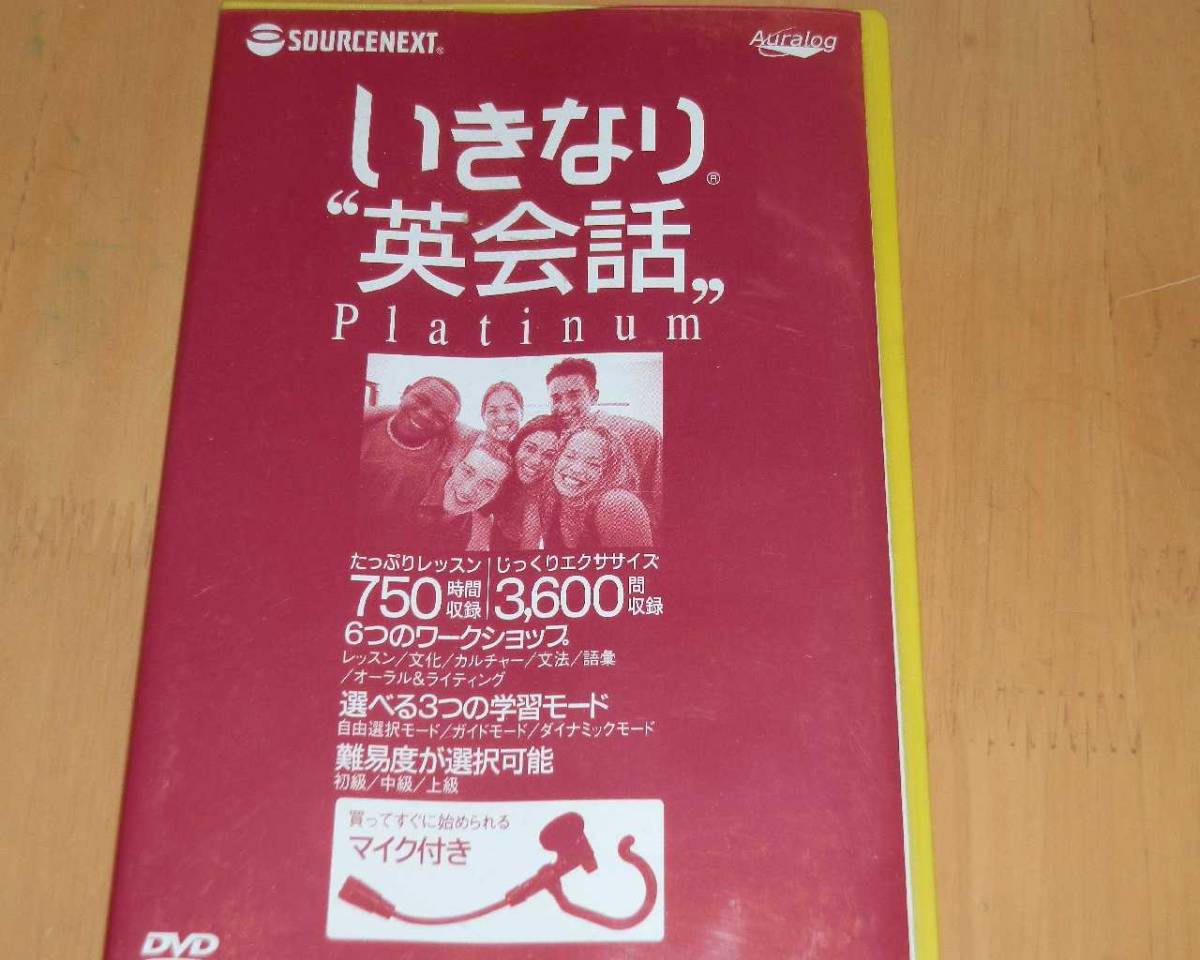 SOURCENEXT®
Auralog
いきなり®
“英会話„
Platinum
たっぷりレッスン
750時間収録
じっくりエクササイズ
3,600問収録
6つのワークショップ。
レッスン/文化/カルチャー/文法/語彙
/オーラル&ライティング
選べる3つの学習モード
自由選択モード/ガイドモード/ダイナミックモード
難易度が選択可能
初級/中級/上級
買ってすぐに始められる
マイク付き
DVD